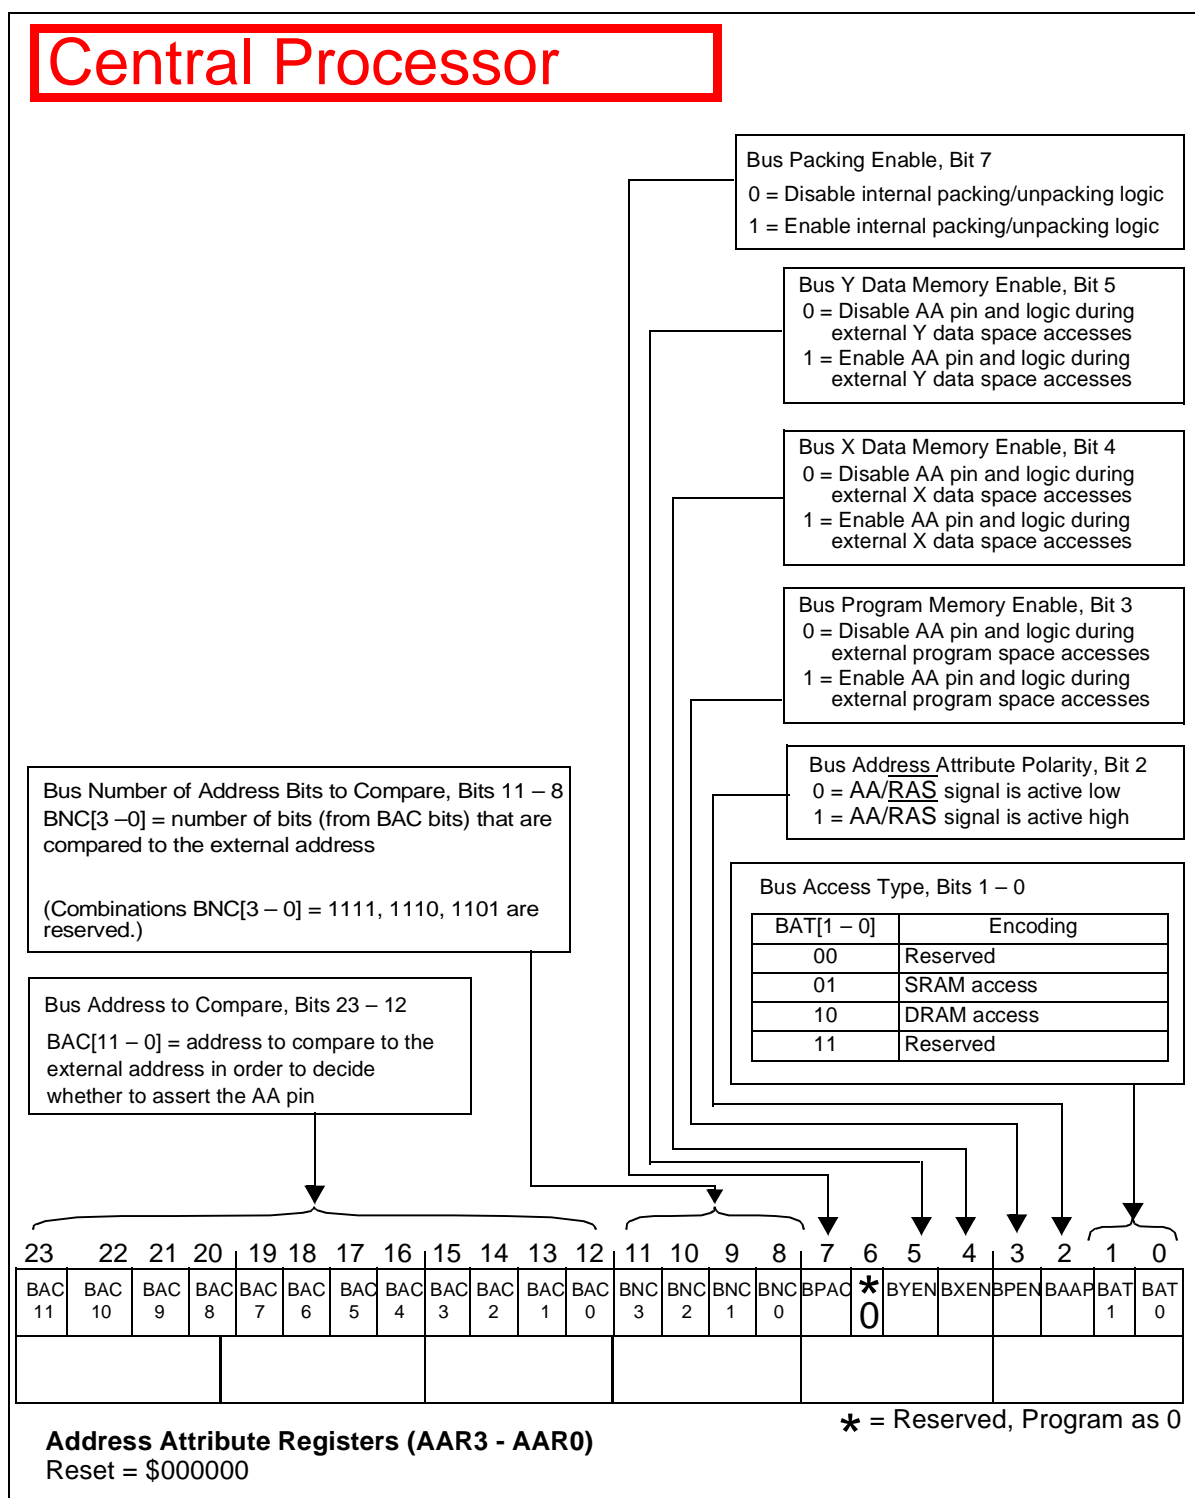 Central Processor
Bus Packing Enable, Bit 7
0 = Disable internal packing/unpacking logic
1 = Enable internal packing/unpacking logic
Bus Y Data Memory Enable, Bit 5
0 = Disable AA pin and logic during
external Y data space accesses
1 = Enable AA pin and logic during
external Y data space accesses
Bus X Data Memory Enable, Bit 4
0 = Disable AA pin and logic during
external X data space accesses
1 = Enable AA pin and logic during
external X data space accesses
Bus Program Memory Enable, Bit 3
0 = Disable AA pin and logic during
external program space accesses
1 = Enable AA pin and logic during
external program space accesses
Bus Address Attribute Polarity, Bit 2
0 = AA/RAS signal is active low
1 = AA/RAS signal is active high
Bus Number of Address Bits to Compare, Bits 11 – 8
BNC[3 –0] = number of bits (from BAC bits) that are
compared to the external address
(Combinations BNC[3 – 0] = 1111, 1110, 1101 are
reserved.)
Bus Access Type, Bits 1 – 0
BAT[1 – 0] Encoding
00 Reserved
01 SRAM access
10 DRAM access
11 Reserved
Bus Address to Compare, Bits 23 – 12
BAC[11 – 0] = address to compare to the
external address in order to decide
whether to assert the AA pin
23 22 21 20 19 18 17 16 15 14 13 12 11 10 9 8 7 6 5 4 3 2 1 0
BAC BAC BAC BAC BAC BAC BAC BAC BAC BAC BAC BAC BNC BNC BNC BNC BPAC * BYEN BXEN BPEN BAAP BAT BAT
11 10 9 8 7 6 5 4 3 2 1 0 3 2 1 0 0 1 0
* = Reserved, Program as 0
Address Attribute Registers (AAR3 - AAR0)
Reset = $000000